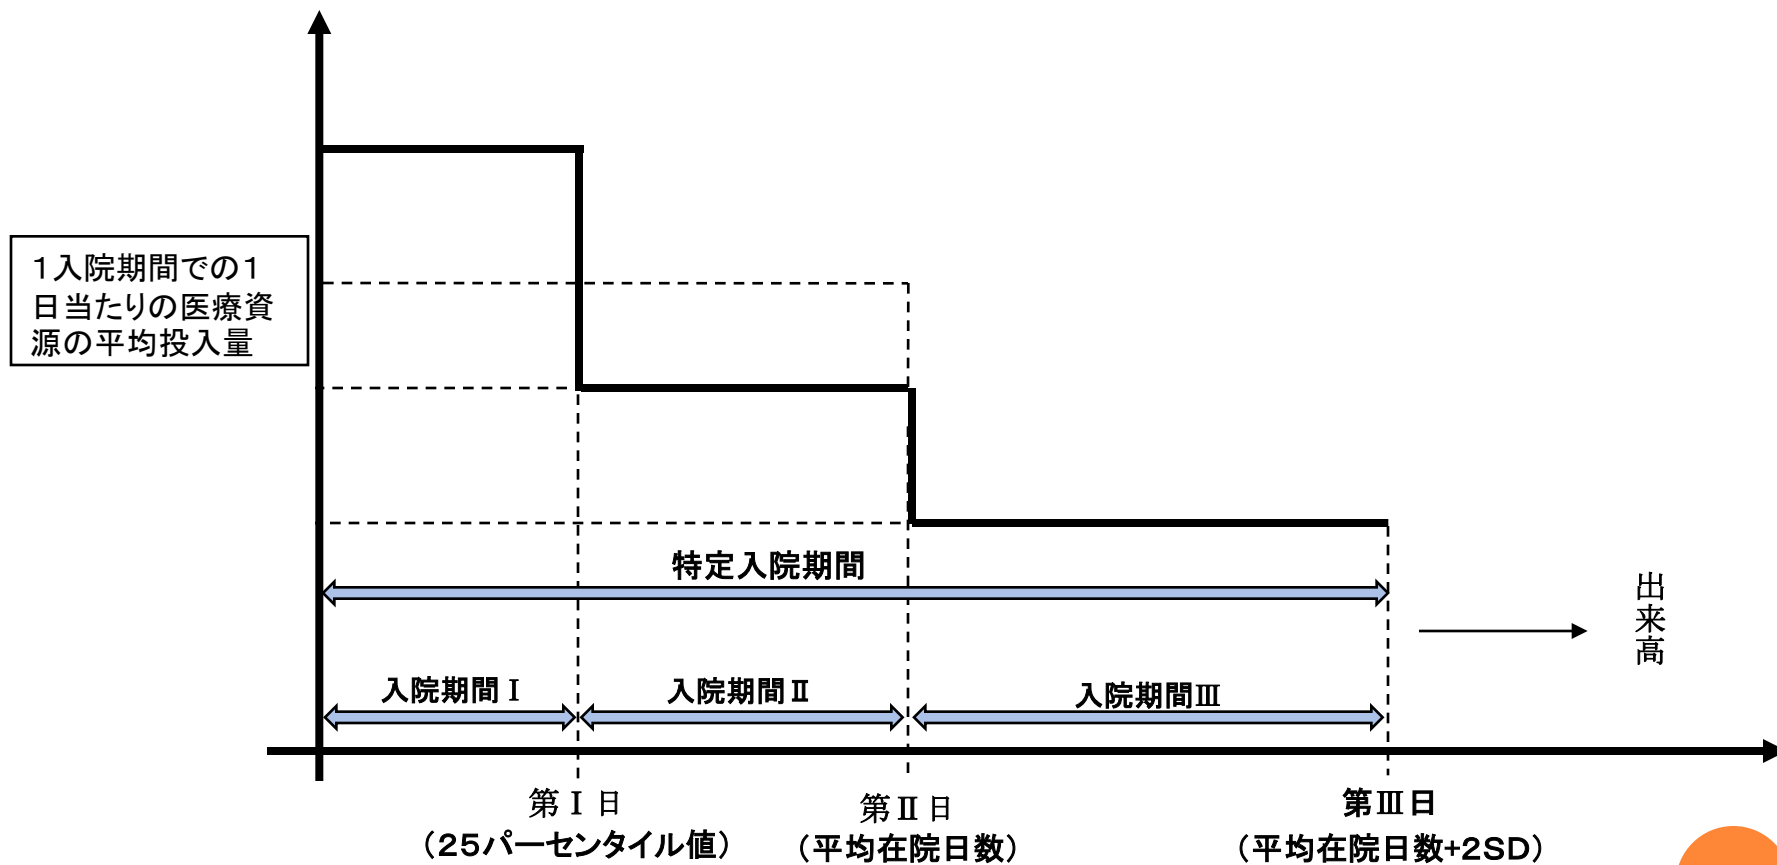 1入院期間での1
日当たりの医療資
源の平均投入量
特定入院期間
出来高
入院期間Ⅰ
入院期間Ⅱ
入院期間Ⅲ
第Ⅰ日
(25パーセンタイル値)
第Ⅱ日
(平均在院日数)
第Ⅲ日
(平均在院日数+2SD)